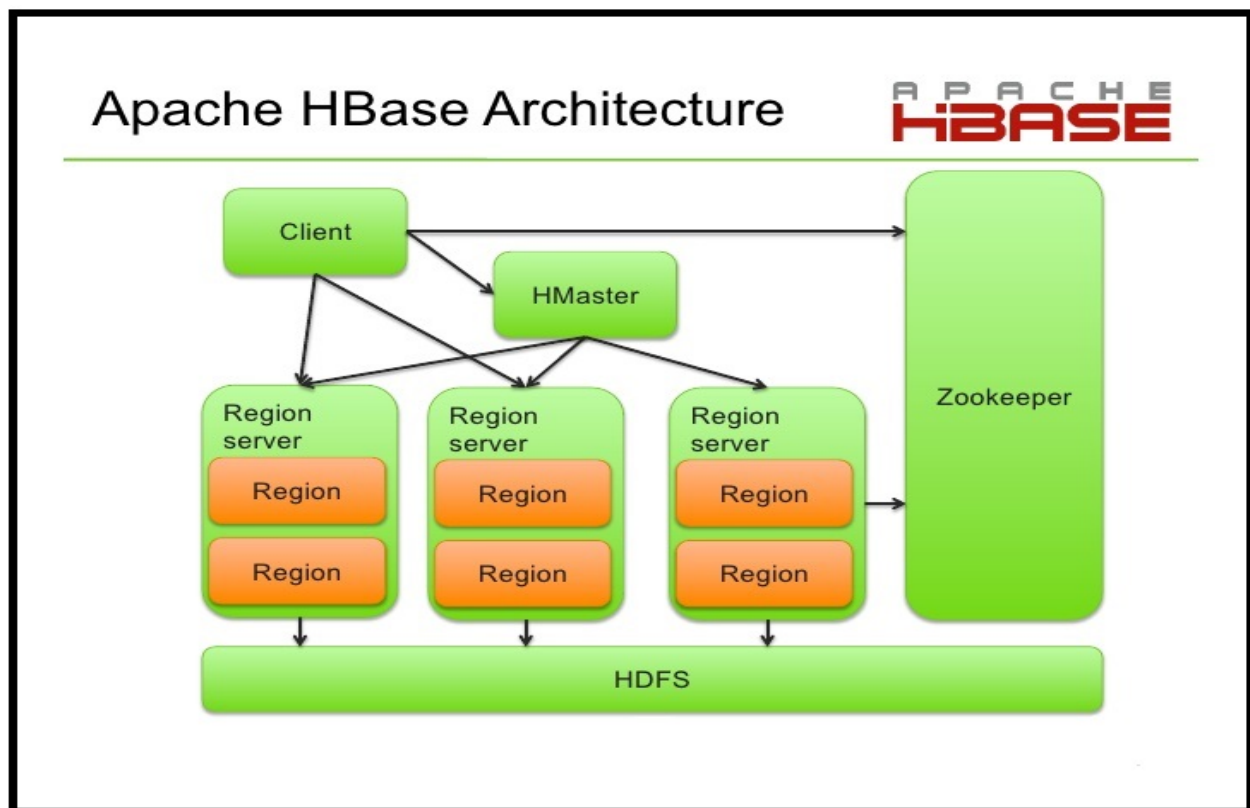 Apache HBase Architecture
APACHE
HBASE
Client
HMaster
Zookeeper
Region
server
Region
Region
Region
server
Region
Region
Region
server
Region
Region
HDFS